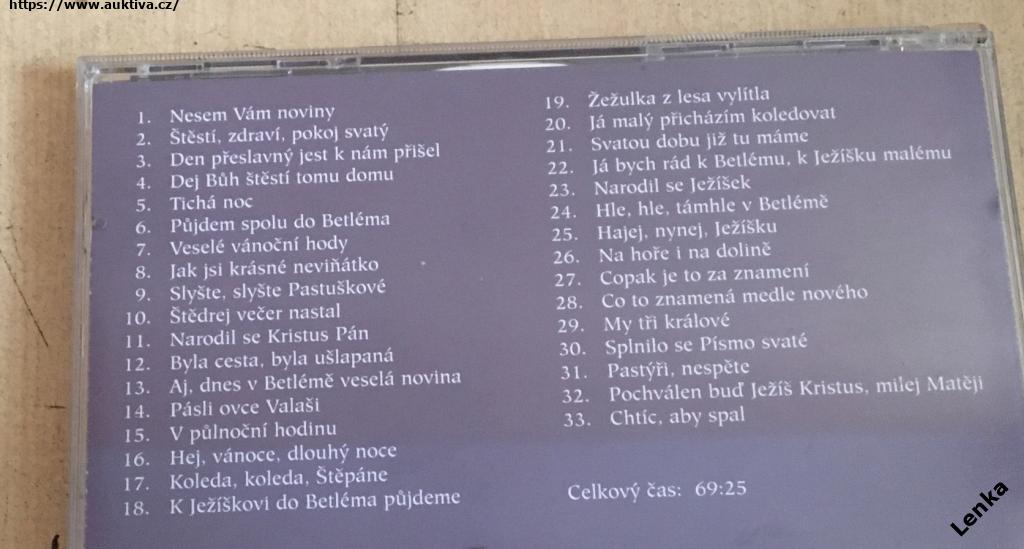 https://www.auktiva.cz/
1. Nesem Vám noviny
2. Štěstí, zdraví, pokoj svatý
3. Den přeslavný jest k nám přišel
4. Dej Bůh štěstí tomu domu
5. Tichá noc
6. Půjdem spolu do Betléma
7. Veselé vánoční hody
8. Jak jsi krásné neviňátko
9. Slyšte, slyšte Pastuškové
10. Štědrej večer nastal
11. Narodil se Kristus Pán
12. Byla cesta, byla ušlapaná
13. Aj, dnes v Betlémě veselá novina
14. Pásli ovce Valaši
15. V půlnoční hodinu
16. Hej, vánoce, dlouhý noce
17. Koleda, koleda, Štěpáne
18. K Ježíškovi do Betléma půjdeme
19. Žežulka z lesa vylítla
20. Já malý přicházím koledovat
21. Svatou dobu již tu máme
22. Já bych rád k Betlému, k Ježíšku malému
23. Narodil se Ježíšek
24. Hle, hle, támhle v Betlémě
25. Hajej, nynej, Ježíšku
26. Na hoře i na dolině
27. Copak je to za znamení
28. Co to znamená medle nového
29. My tři králové
30. Splnilo se Písmo svaté
31. Pastýři, nespěte
32. Pochválen buď Ježíš Kristus, milej Matěji
33. Chtíc, aby spal
Celkový čas: 69:25
Lenka